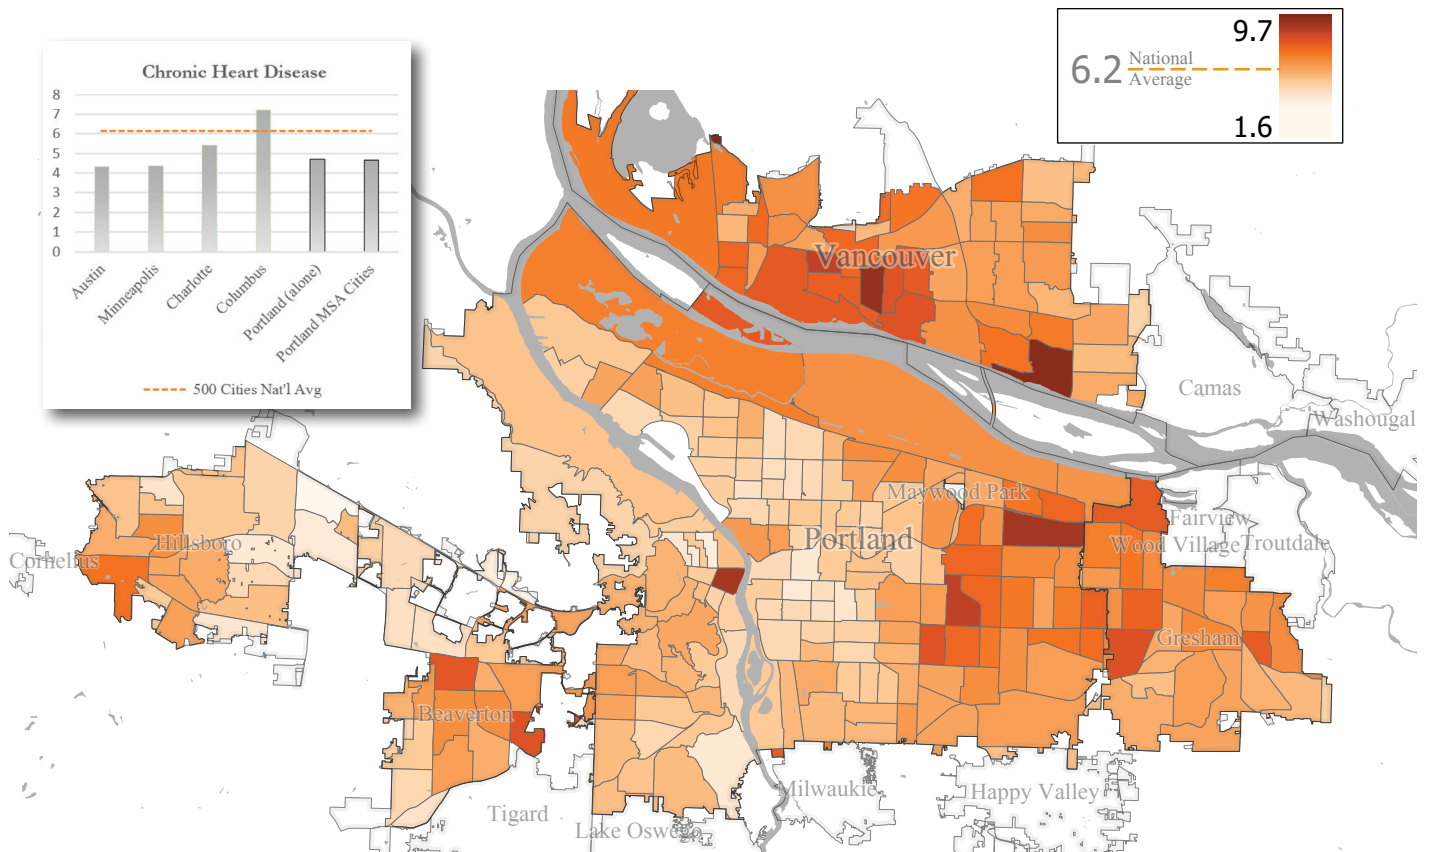 Chronic Heart Disease
8
7
6
5
4
3
2
1
0
Austin
Minneapolis
Charlotte
Columbus
Portland (alone)
Portland MSA Cities
500 Cities Nat'l Avg
9.7
6.2
National
Average
1.6
Vancouver
Camas
Washougal
Maywood Park
Fairview
Portland
Wood Village
Troutdale
Hillsboro
Cornelius
Gresham
Beaverton
Milwaukie
Happy Valley
Tigard
Lake Oswego